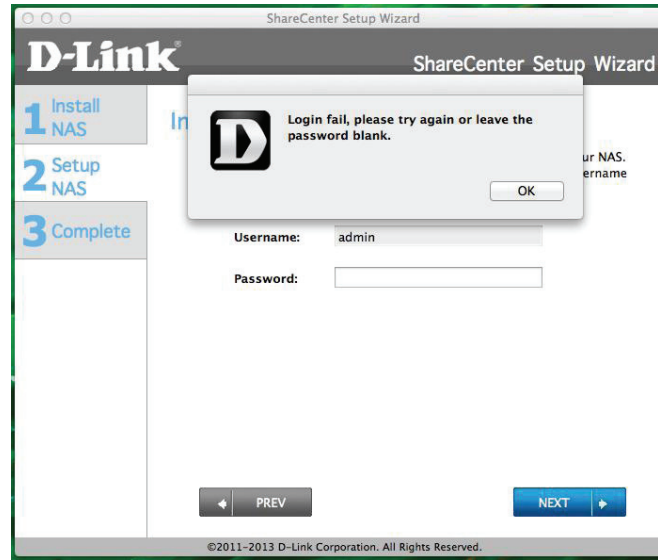 ShareCenter Setup Wizard
D-Link®
ShareCenter Setup Wizard
1 Install NAS
2 Setup NAS
3 Complete
In
Login fail, please try again or leave the
password blank.
OK
ur NAS.
ername
Username: admin
Password:
PREV
NEXT
©2011-2013 D-Link Corporation. All Rights Reserved.